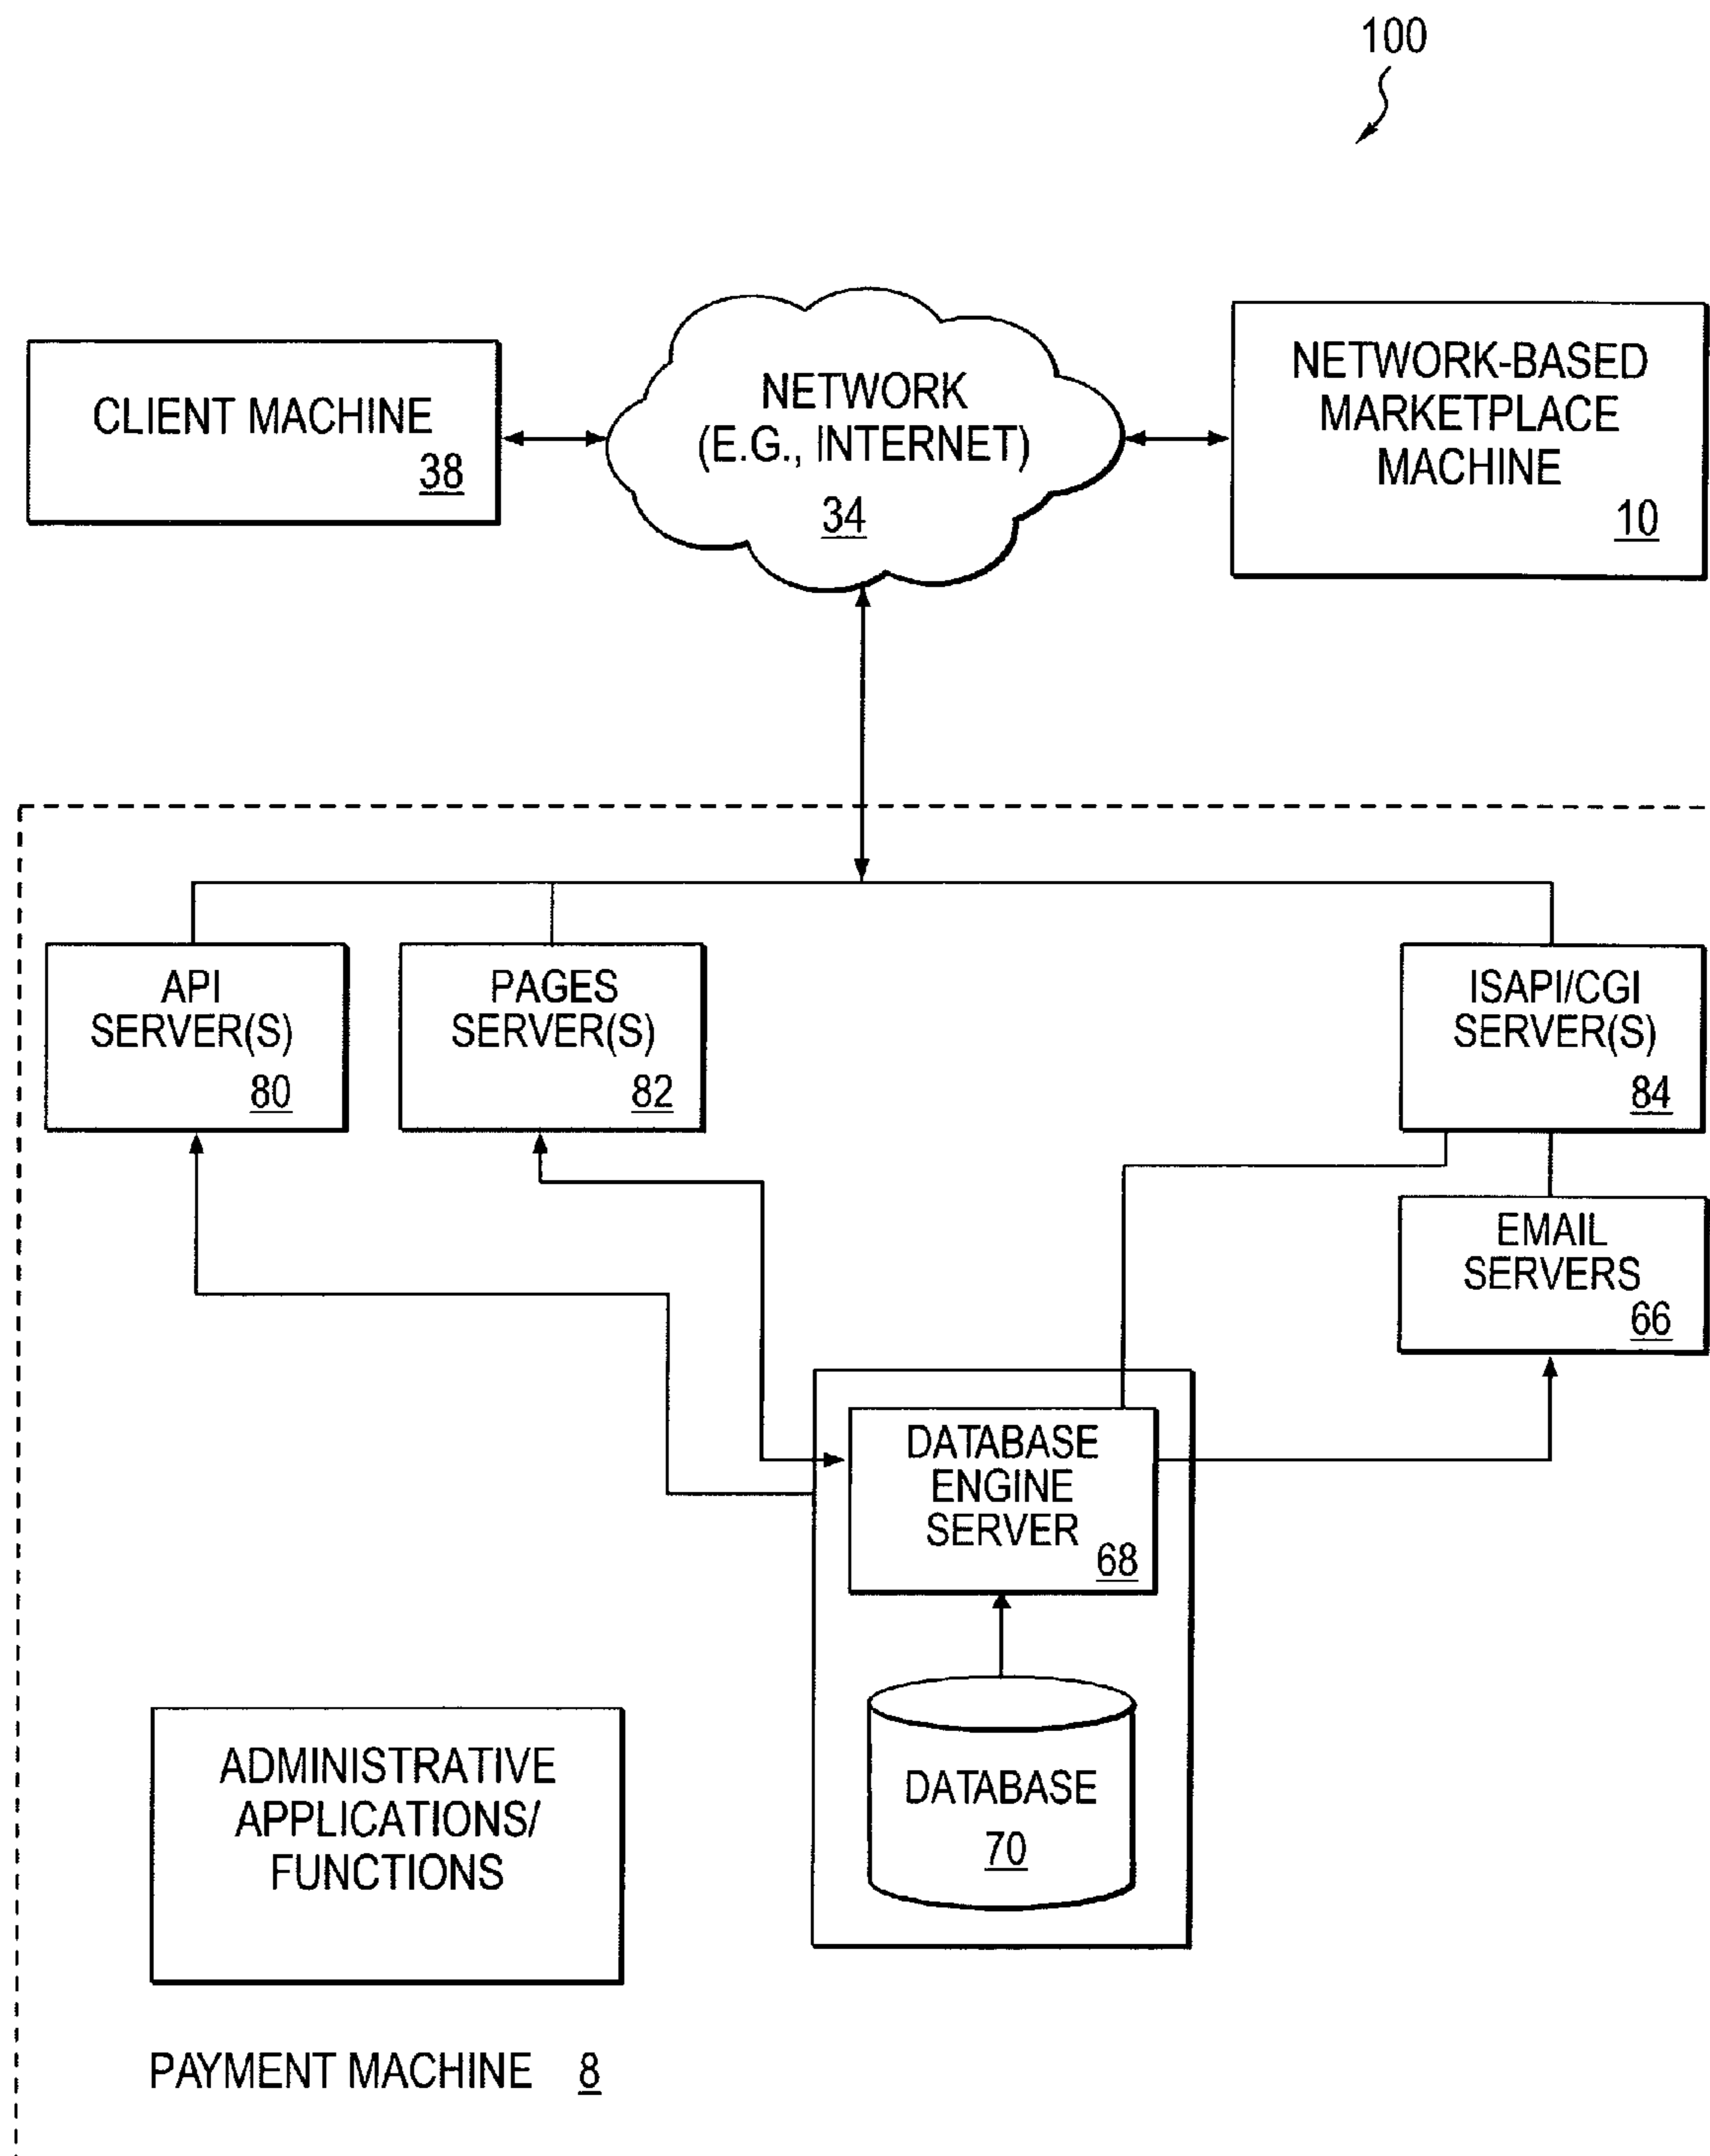 100
CLIENT MACHINE
38
NETWORK
(E.G., INTERNET)
34
NETWORK-BASED
MARKETPLACE
MACHINE
10
API
SERVER(S)
80
PAGES
SERVER(S)
82
ISAPI/CGI
SERVER(S)
84
EMAIL
SERVERS
66
DATABASE
ENGINE
SERVER
68
DATABASE
70
ADMINISTRATIVE
APPLICATIONS/
FUNCTIONS
PAYMENT MACHINE 8